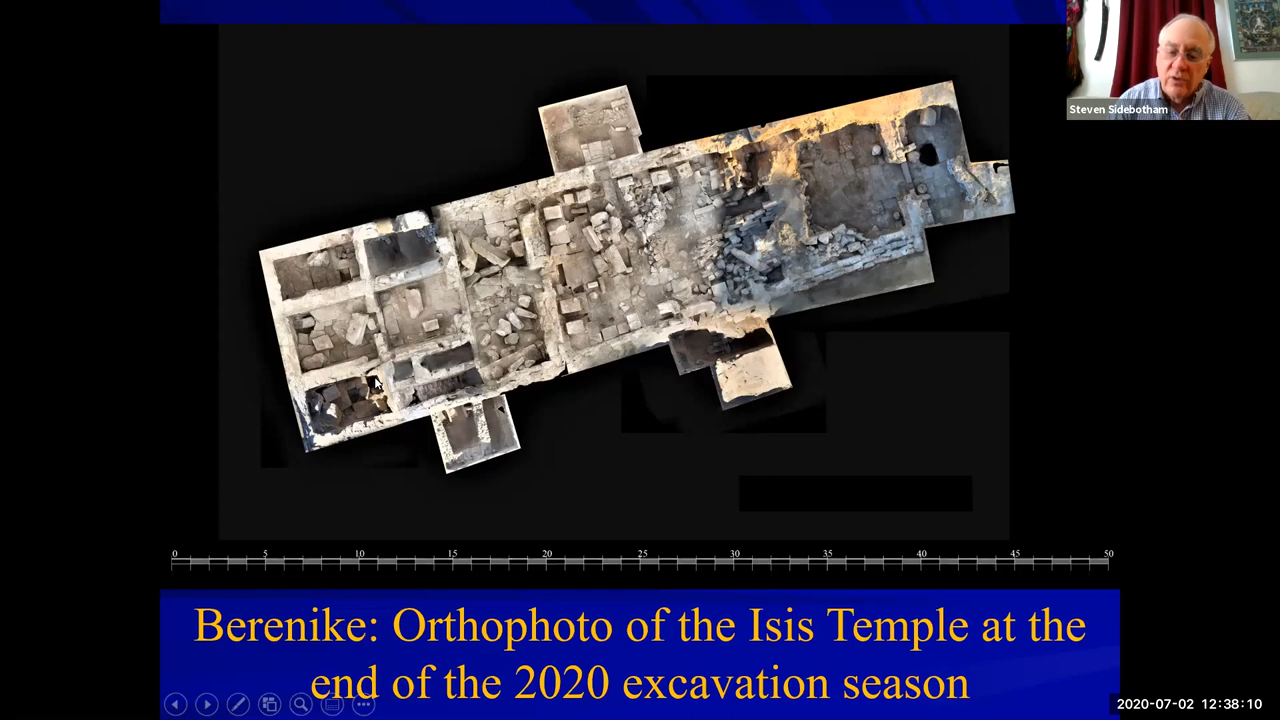 Steven Sidebotham
0 5 10 15 20 25 30 35 40 45 50
Berenike: Orthophoto of the Isis Temple at the
end of the 2020 excavation season
2020-07-02 12:38:10